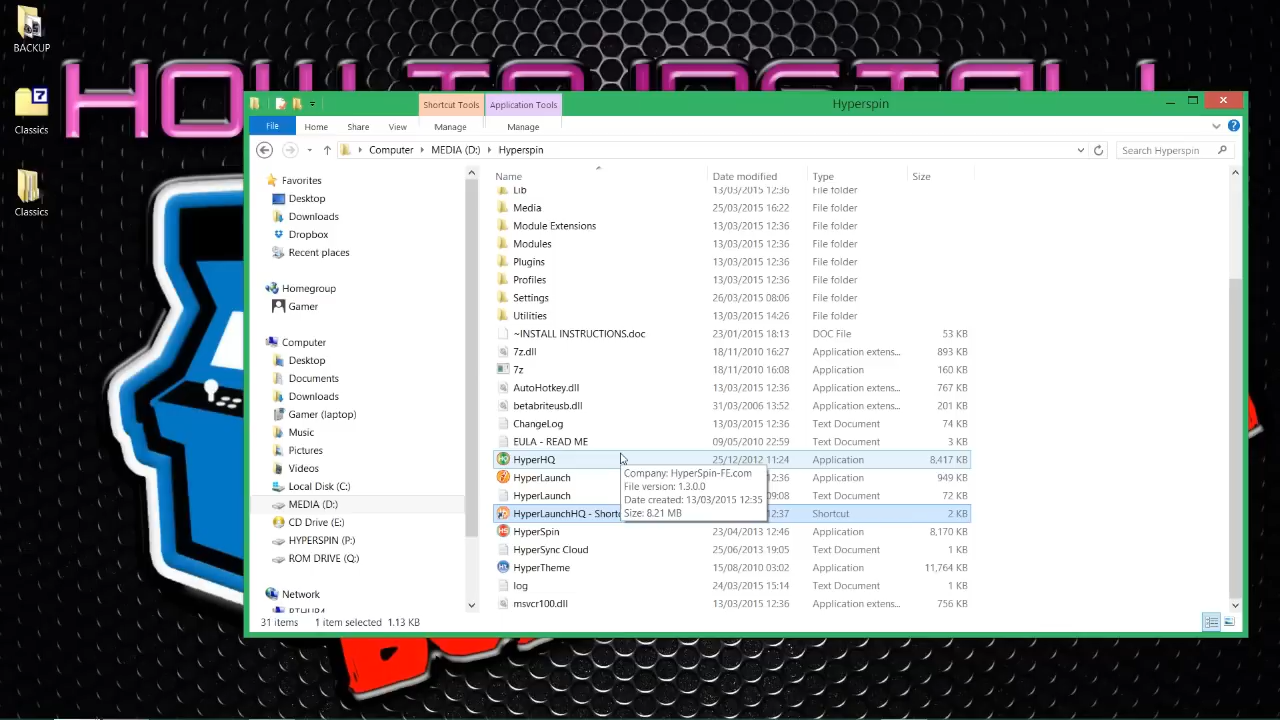 BACKUP
HOW TO INSTALL
Classics
Classics
Shortcut Tools
Application Tools
Hyperspin
File
Home
Share
View
Manage
Manage
Computer
MEDIA (D:)
Hyperspin
Search Hyperspin
Favorites
Desktop
Downloads
Dropbox
Recent places
Homegroup
Gamer
Computer
Desktop
Documents
Downloads
Gamer (laptop)
Music
Pictures
Videos
Local Disk (C:)
MEDIA (D:)
CD Drive (E:)
HYPERSPIN (P:)
ROM DRIVE (Q:)
Network
Name Date modified Type Size
Lib 13/03/2015 12:36 File folder
Media 25/03/2015 16:22 File folder
Module Extensions 13/03/2015 12:36 File folder
Modules 13/03/2015 12:36 File folder
Plugins 13/03/2015 12:36 File folder
Profiles 13/03/2015 12:36 File folder
Settings 26/03/2015 08:06 File folder
Utilities 13/03/2015 14:26 File folder
~INSTALL INSTRUCTIONS.doc 23/01/2015 18:13 DOC File 53 KB
7z.dll 18/11/2010 16:27 Application extens... 893 KB
7z 18/11/2010 16:08 Application 160 KB
AutoHotkey.dll 13/03/2015 12:36 Application extens... 767 KB
betabriteusb.dll 31/03/2006 13:52 Application extens... 201 KB
ChangeLog 13/03/2015 12:36 Text Document 74 KB
EULA - READ ME 09/05/2010 22:59 Text Document 3 KB
HyperHQ 25/12/2012 11:24 Application 8,417 KB
HyperLaunch 12:36 Application 949 KB
HyperLaunch 09:08 Text Document 72 KB
HyperLaunchHQ - Shortc 12:37 Shortcut 2 KB
Company: HyperSpin-FE.com
File version: 1.3.0.0
Date created: 13/03/2015 12:35
Size: 8.21 MB
HyperSpin 23/04/2013 12:46 Application 8,170 KB
HyperSync Cloud 25/06/2013 19:05 Text Document 1 KB
HyperTheme 15/08/2010 03:02 Application 11,764 KB
log 24/03/2015 15:14 Text Document 1 KB
msvcr100.dll 13/03/2015 12:36 Application extens... 756 KB
31 items 1 item selected 1.13 KB